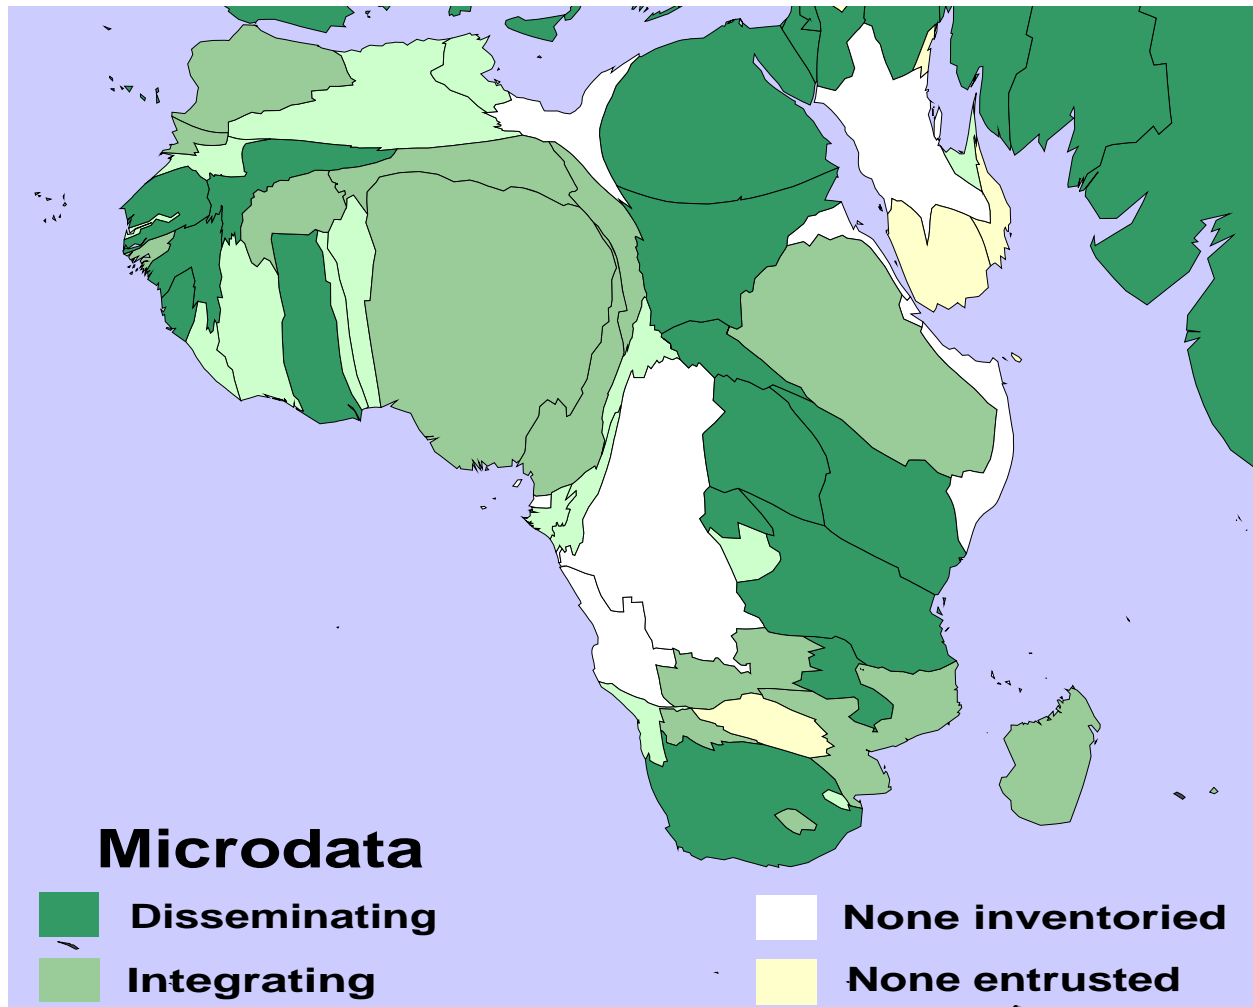 Microdata
Disseminating
None inventoried
Integrating
None entrusted